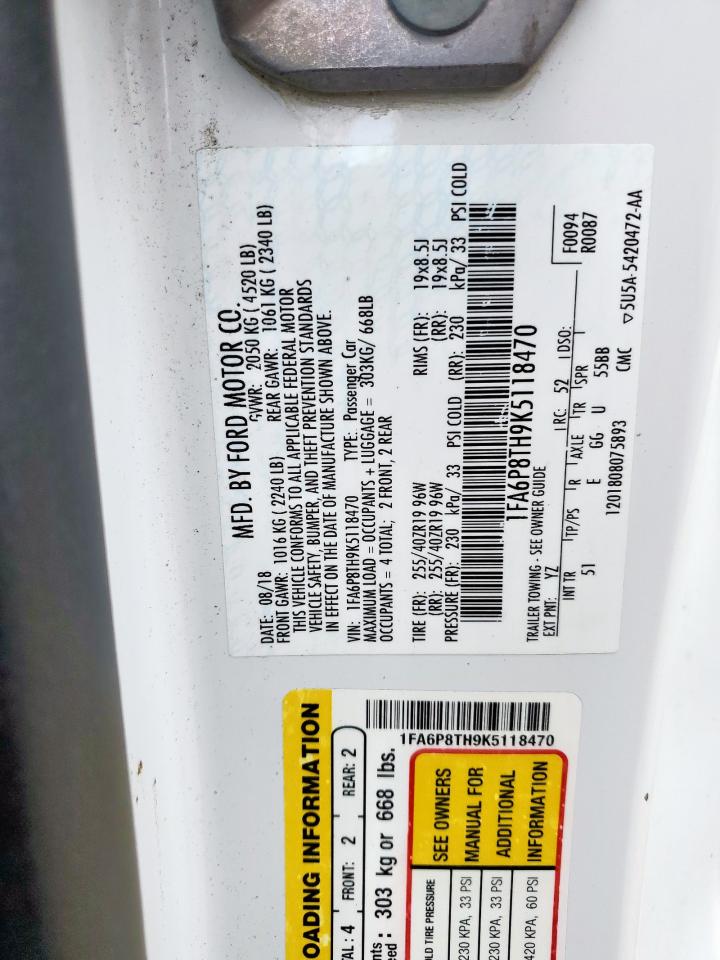 MFD. BY FORD MOTOR CO.
DATE: 08/18 GVWR: 2050 KG ( 4520 LB)
FRONT GAWR: 1016 KG ( 2240 LB) REAR GAWR: 1061 KG ( 2340 LB)
THIS VEHICLE CONFORMS TO ALL APPLICABLE FEDERAL MOTOR
VEHICLE SAFETY, BUMPER, AND THEFT PREVENTION STANDARDS
IN EFFECT ON THE DATE OF MANUFACTURE SHOWN ABOVE.
VIN: 1FA6P8TH9K5118470 TYPE: Passenger Car
MAXIMUM LOAD = OCCUPANTS + LUGGAGE = 303KG/ 668LB
OCCUPANTS = 4 TOTAL; 2 FRONT, 2 REAR
TIRE (FR): 255/40ZR19 96W RIMS (FR): 19x8.5J
(RR): 255/40ZR19 96W (RR): 19x8.5J
PRESSURE (FR): 230 kPa/ 33 PSI COLD (RR): 230 kPa/ 33 PSI COLD
1FA6P8TH9K5118470
TRAILER TOWING - SEE OWNER GUIDE
EXT PNT: YZ RC: 52 DSO: F0094
R0087
INT TR TP/PS R AXLE TR SPR
51 E GG U 55BB
1201808075893 CMC ▽5U5A-5420472-AA
OADING INFORMATION
TAL: 4 FRONT: 2 REAR: 2
nts :
ed : 303 kg or 668 lbs.
1FA6P8TH9K5118470
OLD TIRE PRESSURE
230 KPA, 33 PSI
230 KPA, 33 PSI
420 KPA, 60 PSI
SEE OWNERS
MANUAL FOR
ADDITIONAL
INFORMATION